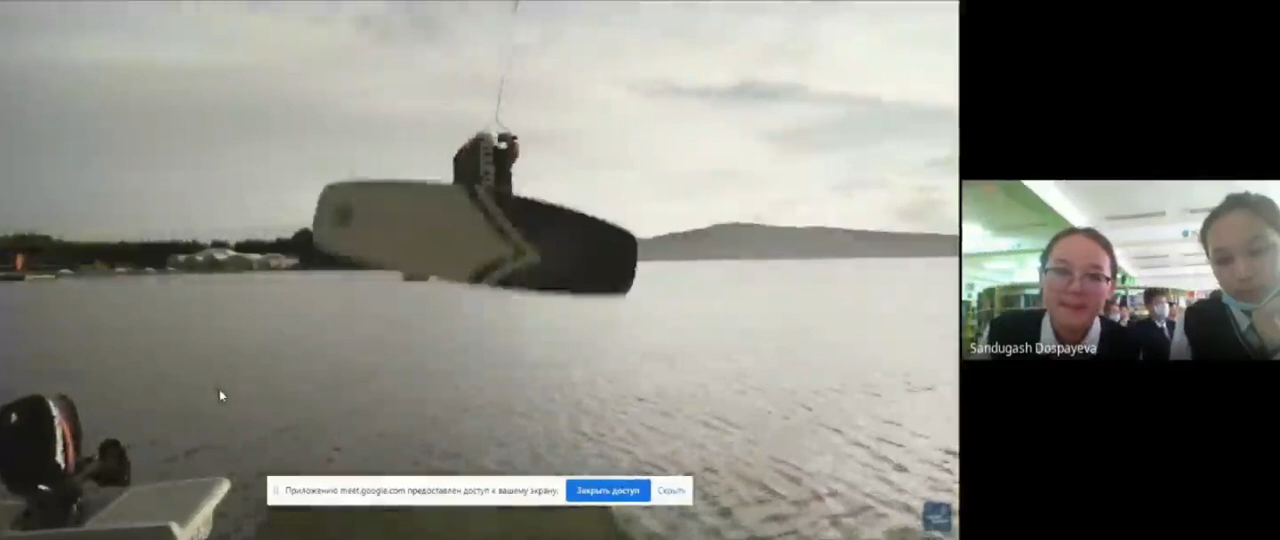 Sandugash Dospayeva
Приложению meet.google.com предоставлен доступ к вашему экрану. Закрыть доступ Скрыть